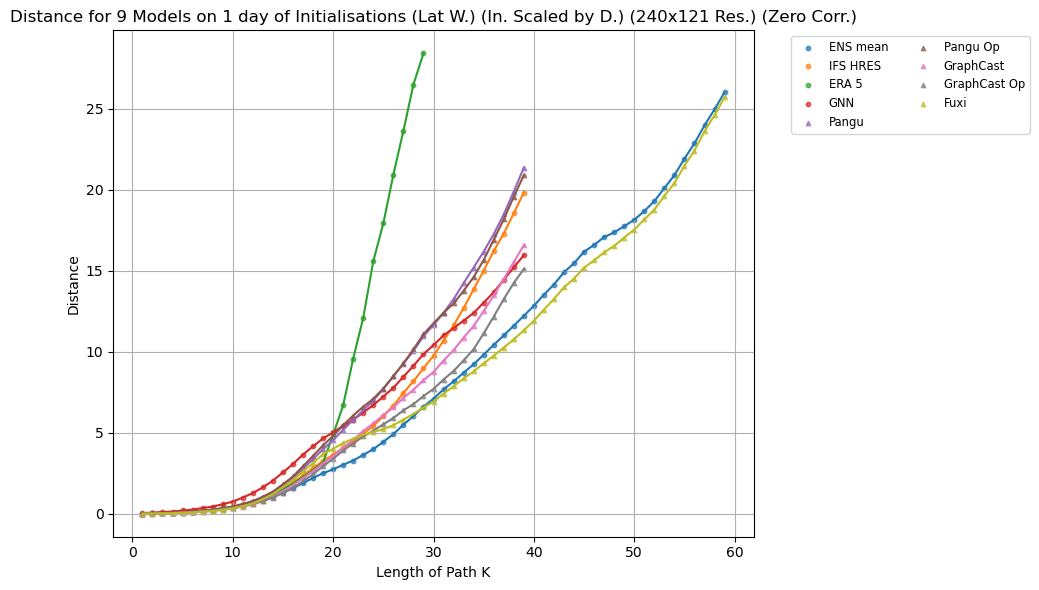 Distance for 9 Models on 1 day of Initialisations (Lat W.) (In. Scaled by D.) (240x121 Res.) (Zero Corr.)
ENS mean
IFS HRES
ERA 5
GNN
Pangu
Pangu Op
GraphCast
GraphCast Op
Fuxi
Distance
25
20
15
10
5
0
0 10 20 30 40 50 60
Length of Path K